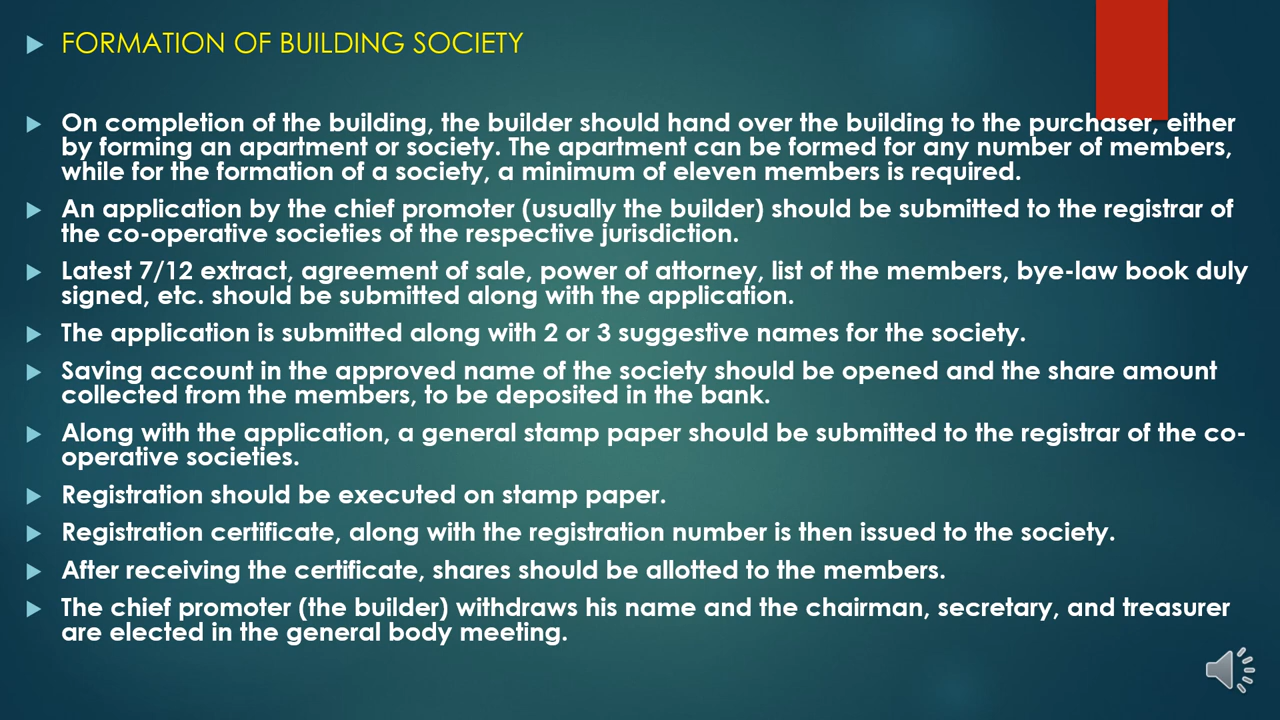 FORMATION OF BUILDING SOCIETY
On completion of the building, the builder should hand over the building to the purchaser, either
by forming an apartment or society. The apartment can be formed for any number of members,
while for the formation of a society, a minimum of eleven members is required.
An application by the chief promoter (usually the builder) should be submitted to the registrar of
the co-operative societies of the respective jurisdiction.
Latest 7/12 extract, agreement of sale, power of attorney, list of the members, bye-law book duly
signed, etc. should be submitted along with the application.
The application is submitted along with 2 or 3 suggestive names for the society.
Saving account in the approved name of the society should be opened and the share amount
collected from the members, to be deposited in the bank.
Along with the application, a general stamp paper should be submitted to the registrar of the co-
operative societies.
Registration should be executed on stamp paper.
Registration certificate, along with the registration number is then issued to the society.
After receiving the certificate, shares should be allotted to the members.
The chief promoter (the builder) withdraws his name and the chairman, secretary, and treasurer
are elected in the general body meeting.